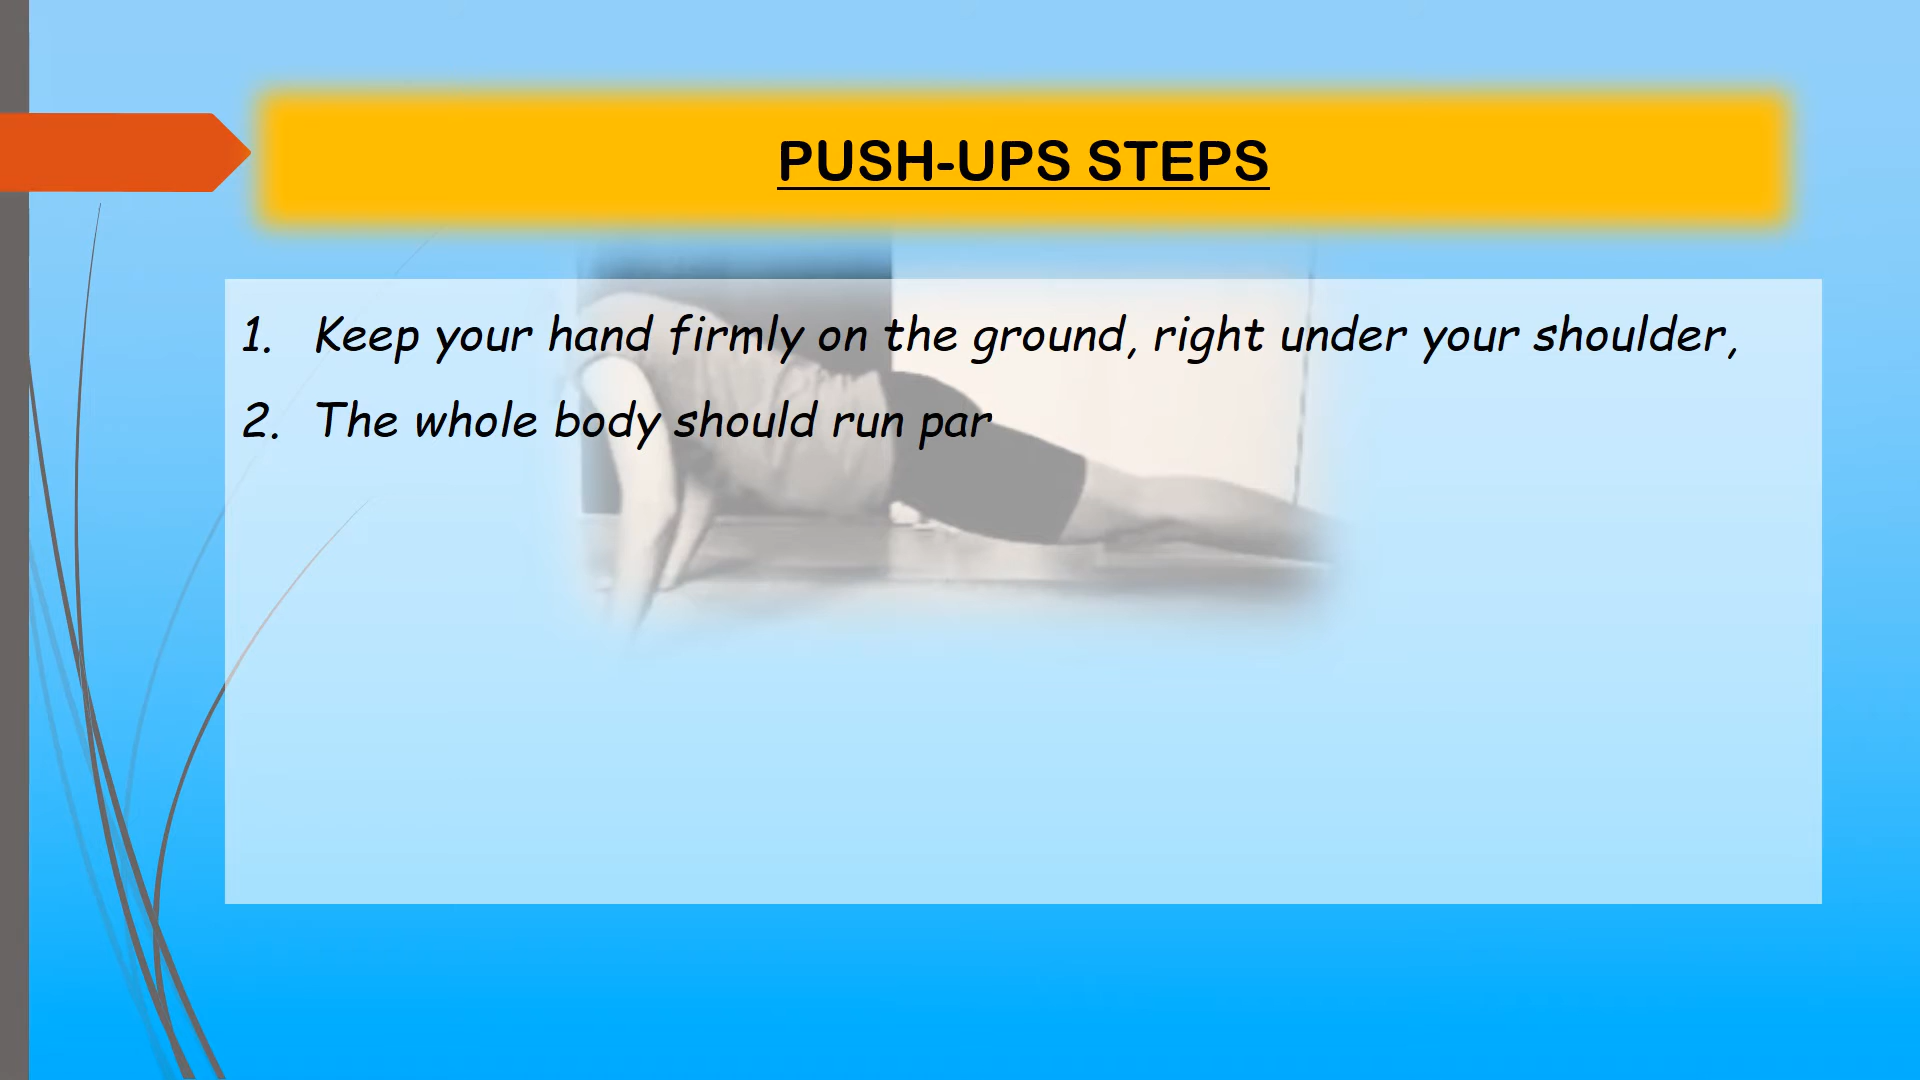 PUSH-UPS STEPS
1. Keep your hand firmly on the ground, right under your shoulder,
2. The whole body should run par